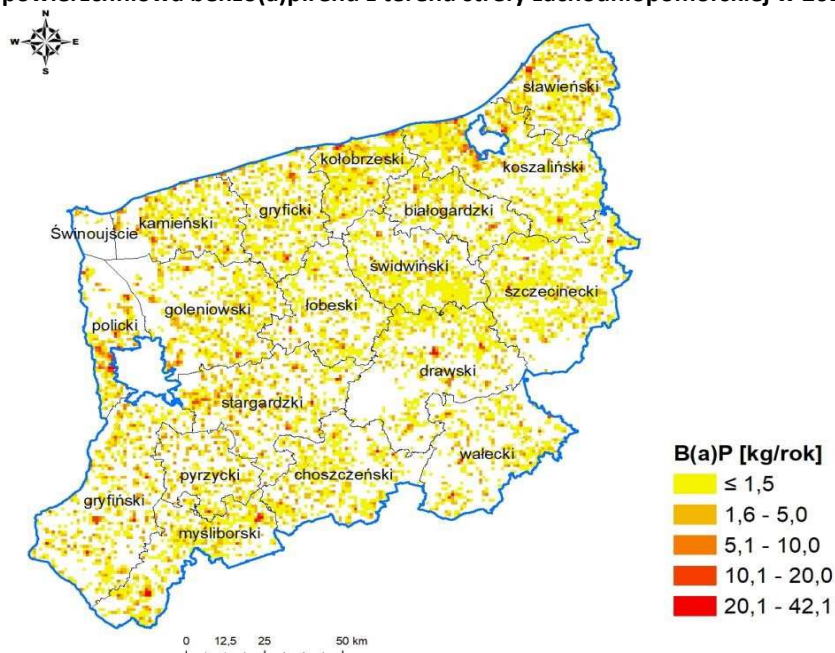 powierzchniowa benzo(a)pirenu z terenu strefy zachodniopomorskiej w
N
W E
S
sławieński
kołobrzeski
koszaliński
białogardzki
gryficki
kamieński
Świnoujście
świdwiński
szczecinecki
goleniowski
łobeski
policki
drawski
stargardzki
wałecki
pyrzycki
choszczeński
gryfiński
myśliborski
B(a)P [kg/rok]
≤ 1,5
1,6 - 5,0
5,1 - 10,0
10,1 - 20,0
20,1 - 42,1
0 12,5 25 50 km